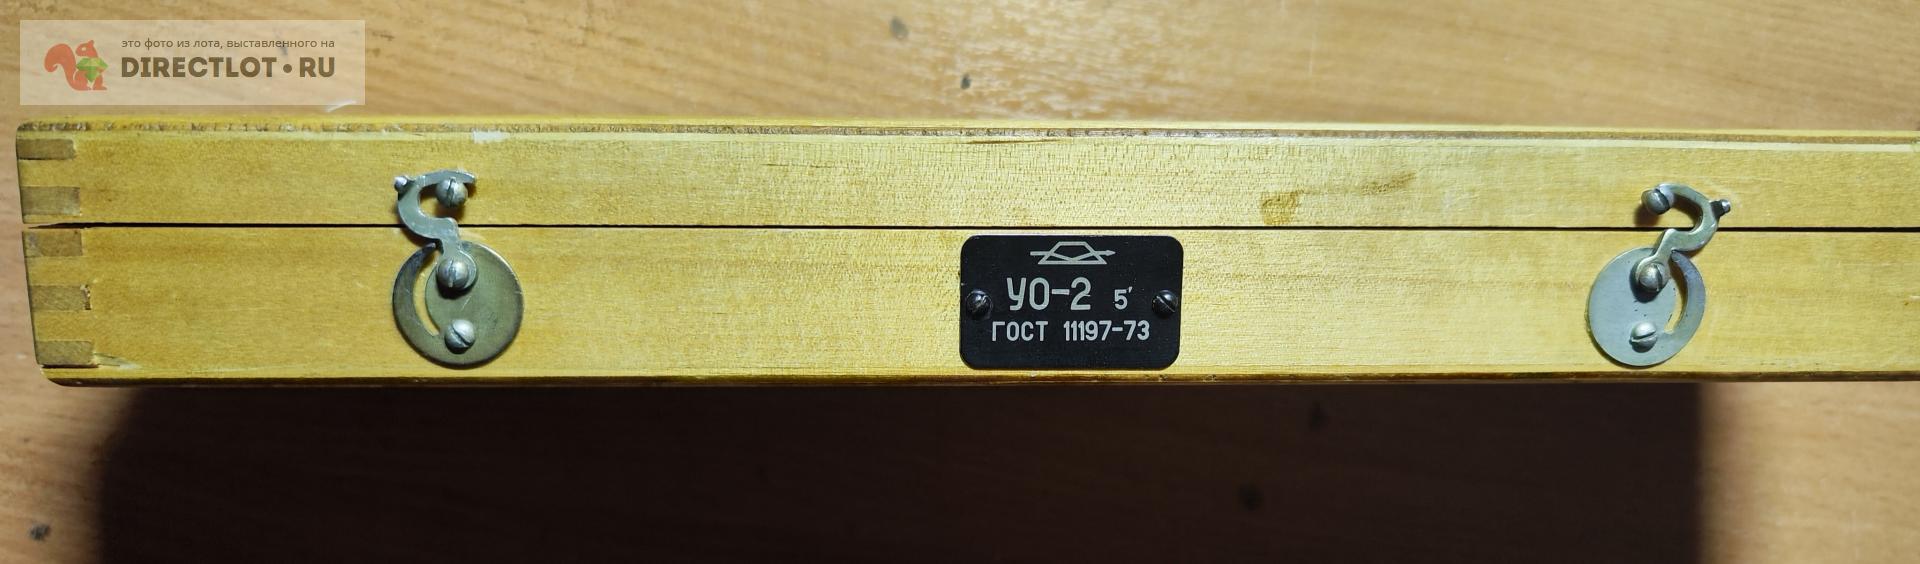 это фото из лота, выставленного на
DIRECTLOT•RU
УО-2 5'
ГОСТ 11197-73